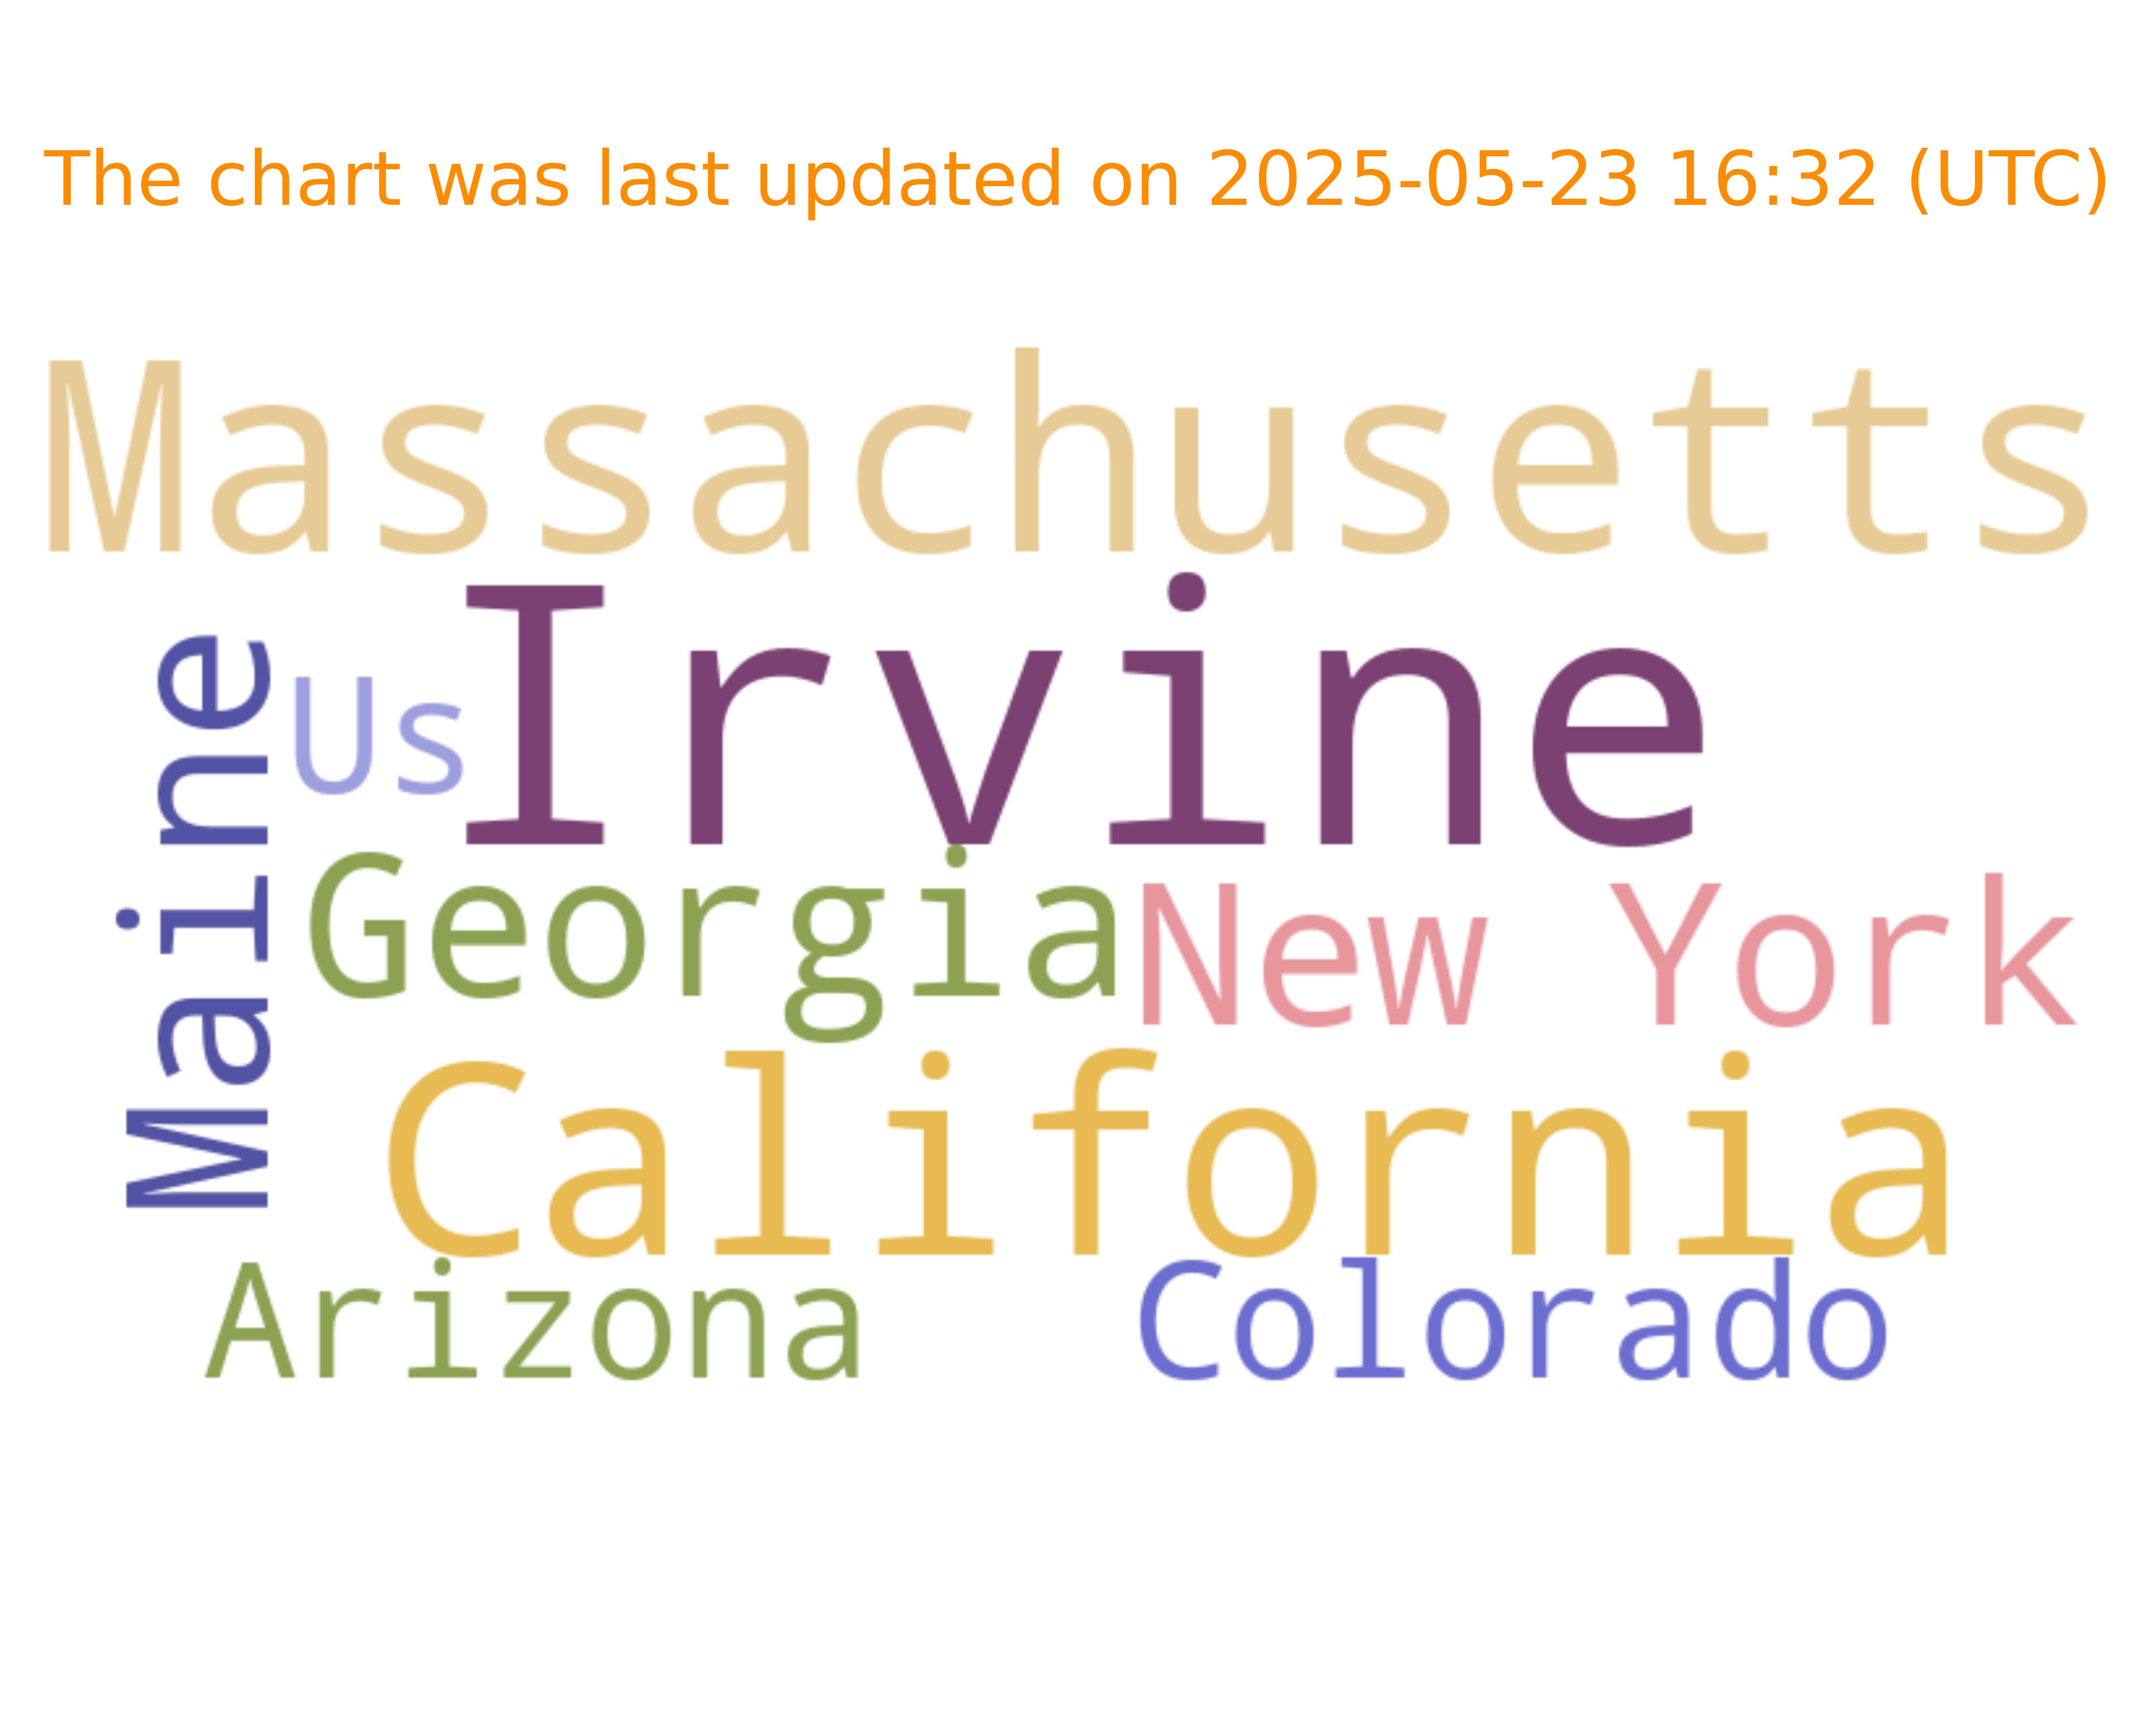 The chart was last updated on 2025-05-23 16:32 (UTC)
Massachusetts
Irvine
Us
Maine
Georgia
New York
California
Arizona
Colorado